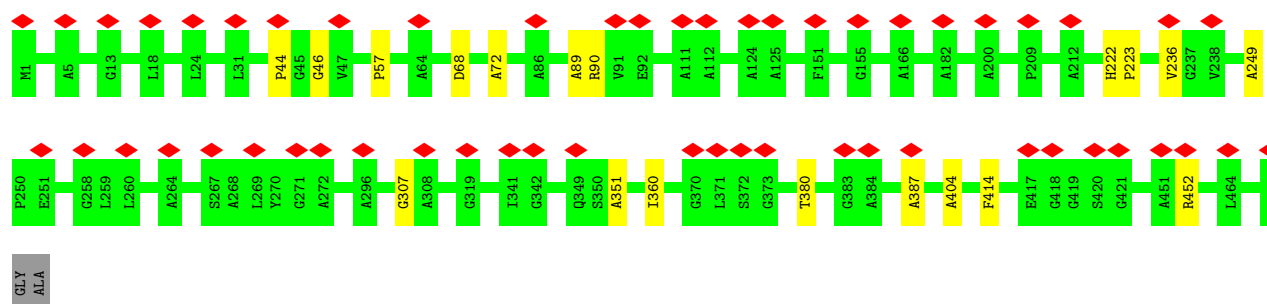 M1 A5 G13 L18 L24 L31 P44 G45 G46 V47 P57 A64 D68 A72 A86 A89 R90 V91 E92 A111 A112 A124 A125 F151 G155 A166 A182 A200 P209 A212 H222 P223 V236 G237 V238 A249
P250 E251 G258 L259 L260 A264 S267 A268 L269 Y270 G271 A272 A296 G307 A308 G319 I341 G342 Q349 S350 A351 I360 G370 L371 S372 G373 T380 G383 A384 A387 A404 F414 E417 G418 G419 S420 G421 A451 R452 L464
GLY ALA